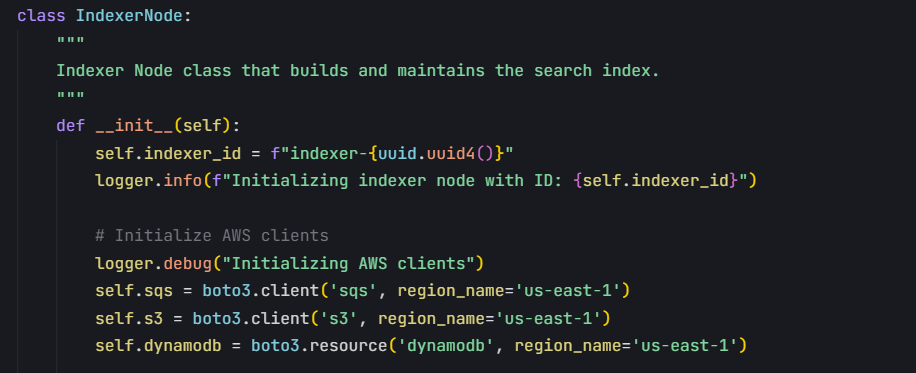 class IndexerNode:
    """
    Indexer Node class that builds and maintains the search index.
    """
    def __init__(self):
        self.indexer_id = f"indexer-{uuid.uuid4()}"
        logger.info(f"Initializing indexer node with ID: {self.indexer_id}")

        # Initialize AWS clients
        logger.debug("Initializing AWS clients")
        self.sqs = boto3.client('sqs', region_name='us-east-1')
        self.s3 = boto3.client('s3', region_name='us-east-1')
        self.dynamodb = boto3.resource('dynamodb', region_name='us-east-1')